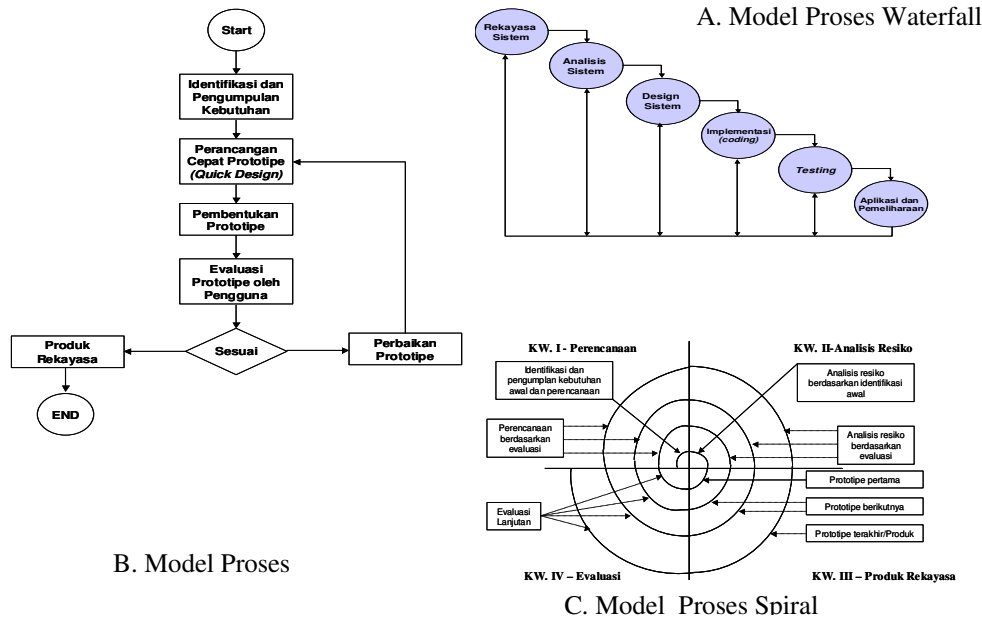 Start
Identifikasi dan
Pengumpulan
Kebutuhan
Perancangan
Cepat Prototipe
(Quick Design)
Pembentukan
Prototipe
Evaluasi
Prototipe oleh
Pengguna
Sesuai
Perbaikan
Prototipe
Produk
Rekayasa
END
B. Model Proses
A. Model Proses Waterfall
Rekayasa
Sistem
Analisis
Sistem
Design
Sistem
Implementasi
(coding)
Testing
Aplikasi dan
Pemeliharaan
KW. I - Perencanaan
KW. II-Analisis Resiko
Identifikasi dan
pengumplan kebutuhan
awal dan perencanaan
Analisis resiko
berdasarkan identifikasi
awal
Perencanaan
berdasarkan
evaluasi
Analisis resiko
berdasarkan
evaluasi
Prototipe pertama
Prototipe berikutnya
Prototipe terakhir/Produk
Evaluasi
Lanjutan
KW. IV – Evaluasi
KW. III – Produk Rekayasa
C. Model Proses Spiral